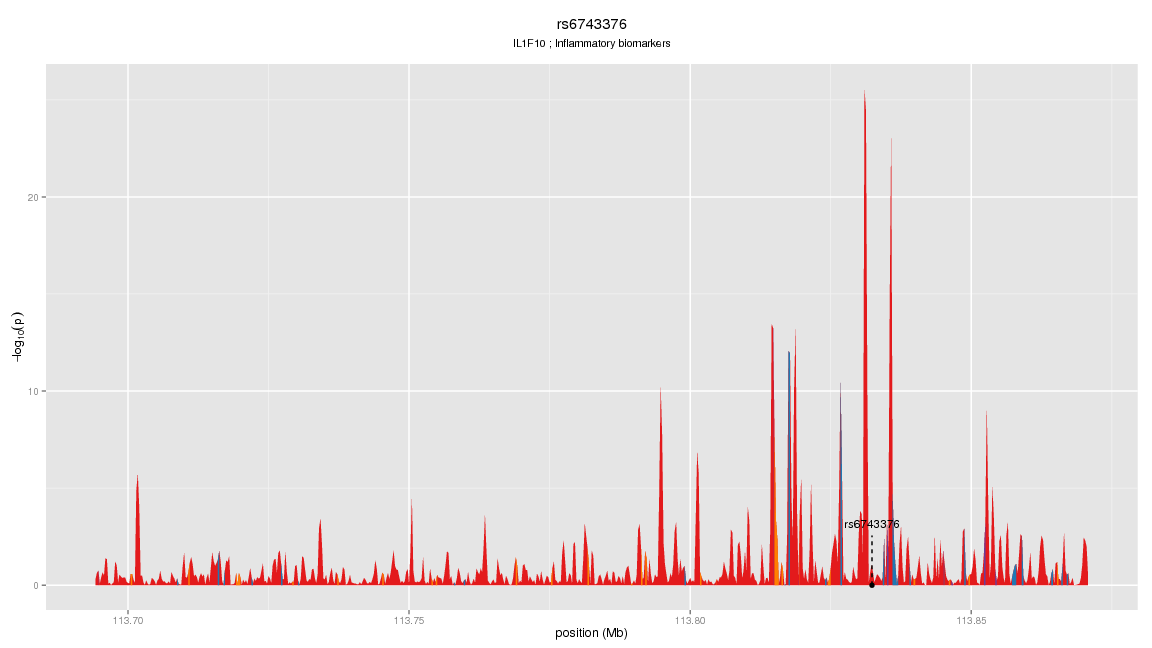 rs6743376
IL1F10 ; Inflammatory biomarkers
20
10
0
−log10(p)
rs6743376
113.70 113.75 113.80 113.85
position (Mb)